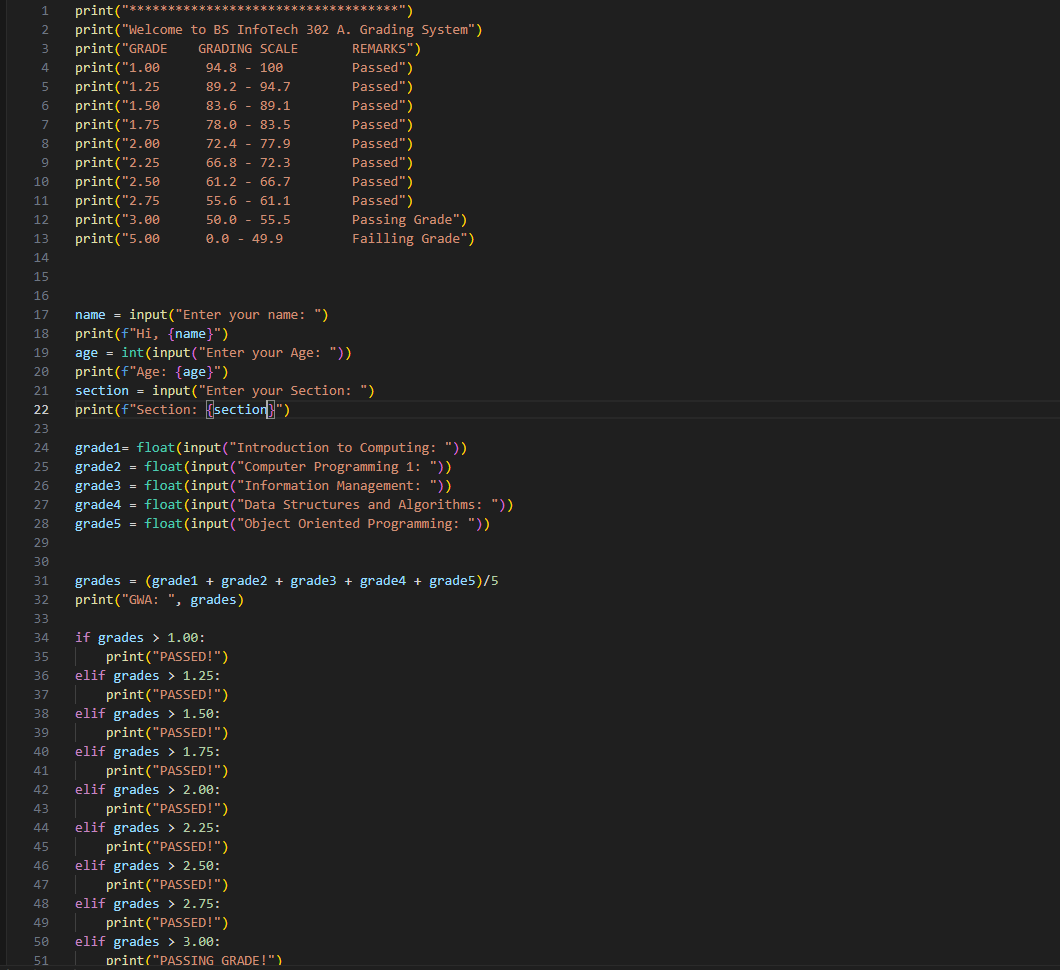 1 print("***********************************")
2 print("Welcome to BS InfoTech 302 A. Grading System")
3 print("GRADE    GRADING SCALE       REMARKS")
4 print("1.00      94.8 - 100         Passed")
5 print("1.25      89.2 - 94.7        Passed")
6 print("1.50      83.6 - 89.1        Passed")
7 print("1.75      78.0 - 83.5        Passed")
8 print("2.00      72.4 - 77.9        Passed")
9 print("2.25      66.8 - 72.3        Passed")
10 print("2.50      61.2 - 66.7        Passed")
11 print("2.75      55.6 - 61.1        Passed")
12 print("3.00      50.0 - 55.5        Passing Grade")
13 print("5.00      0.0 - 49.9         Failling Grade")
14
15
16
17 name = input("Enter your name: ")
18 print(f"Hi, {name}")
19 age = int(input("Enter your Age: "))
20 print(f"Age: {age}")
21 section = input("Enter your Section: ")
22 print(f"Section: {section}")
23
24 grade1= float(input("Introduction to Computing: "))
25 grade2 = float(input("Computer Programming 1: "))
26 grade3 = float(input("Information Management: "))
27 grade4 = float(input("Data Structures and Algorithms: "))
28 grade5 = float(input("Object Oriented Programming: "))
29
30
31 grades = (grade1 + grade2 + grade3 + grade4 + grade5)/5
32 print("GWA: ", grades)
33
34 if grades > 1.00:
35     print("PASSED!")
36 elif grades > 1.25:
37     print("PASSED!")
38 elif grades > 1.50:
39     print("PASSED!")
40 elif grades > 1.75:
41     print("PASSED!")
42 elif grades > 2.00:
43     print("PASSED!")
44 elif grades > 2.25:
45     print("PASSED!")
46 elif grades > 2.50:
47     print("PASSED!")
48 elif grades > 2.75:
49     print("PASSED!")
50 elif grades > 3.00:
51     print("PASSING GRADE!")